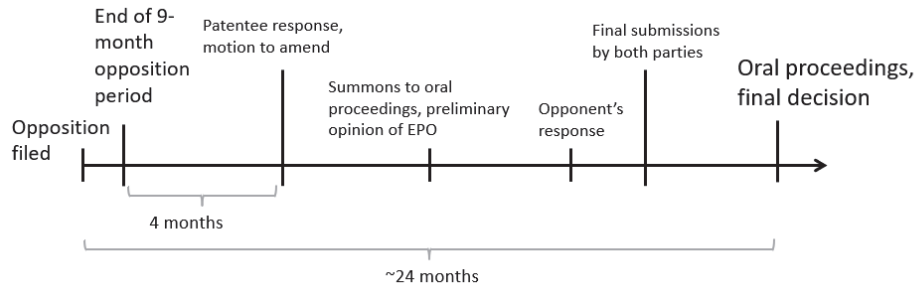 Opposition
filed
End of 9-
month
opposition
period
Patentee response,
motion to amend
Summons to oral
proceedings, preliminary
opinion of EPO
Opponent’s
response
Final submissions
by both parties
Oral proceedings,
final decision
4 months
~24 months